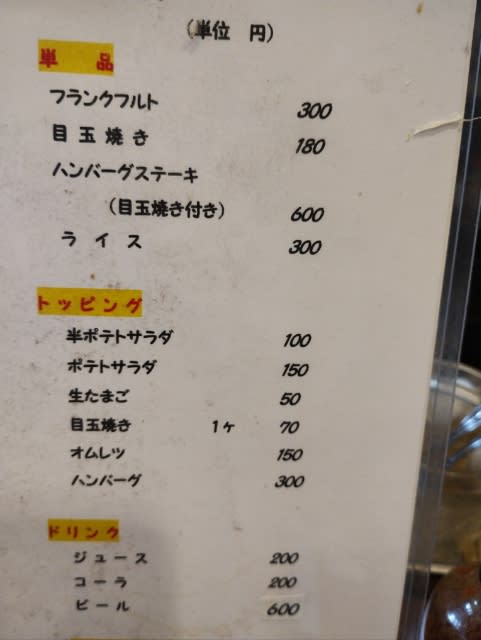 （単位　円）
単　品
フランクフルト 300
目玉焼き 180
ハンバーグステーキ
（目玉焼き付き） 600
ライス 300
トッピング
半ポテトサラダ 100
ポテトサラダ 150
生たまご 50
目玉焼き 1ヶ 70
オムレツ 150
ハンバーグ 300
ドリンク
ジュース 200
コーラ 200
ビール 600